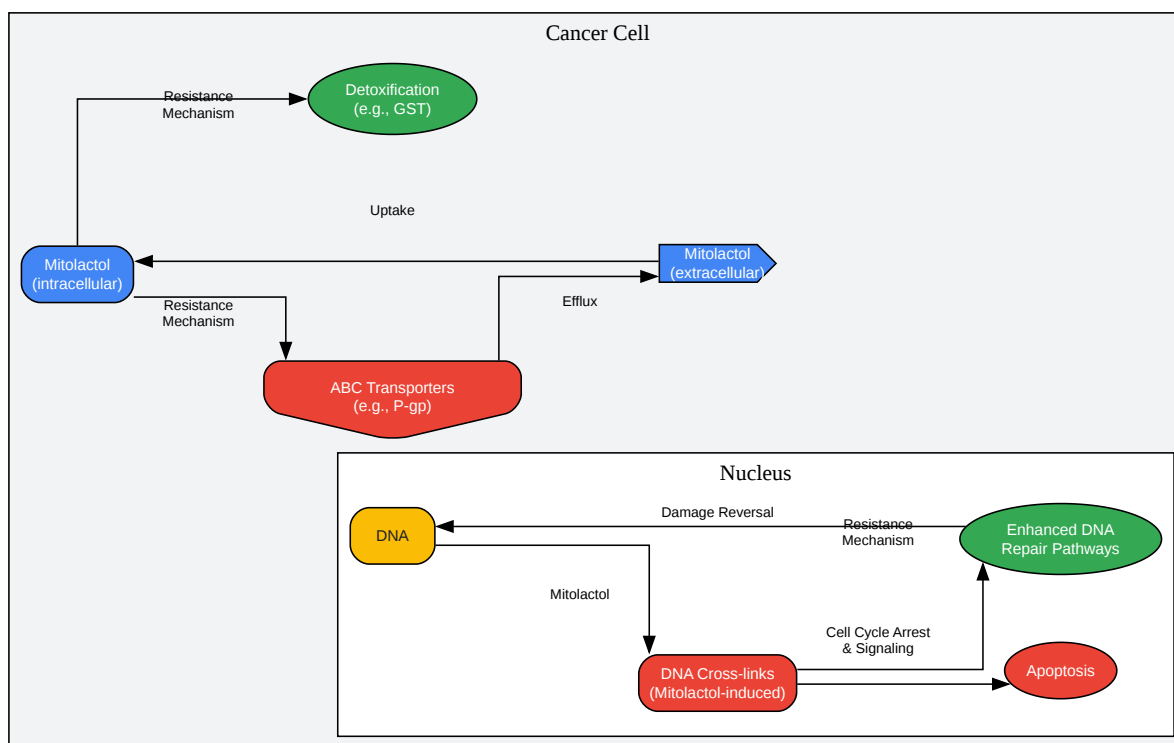 Cancer Cell
Detoxification
(e.g., GST)
Resistance
Mechanism
Uptake
Mitolactol
(intracellular)
Mitolactol
(extracellular)
Resistance
Mechanism
Efflux
ABC Transporters
(e.g., P-gp)
Nucleus
DNA
Damage Reversal
Resistance
Mechanism
Enhanced DNA
Repair Pathways
Mitolactol
Cell Cycle Arrest
& Signaling
DNA Cross-links
(Mitolactol-induced)
Apoptosis